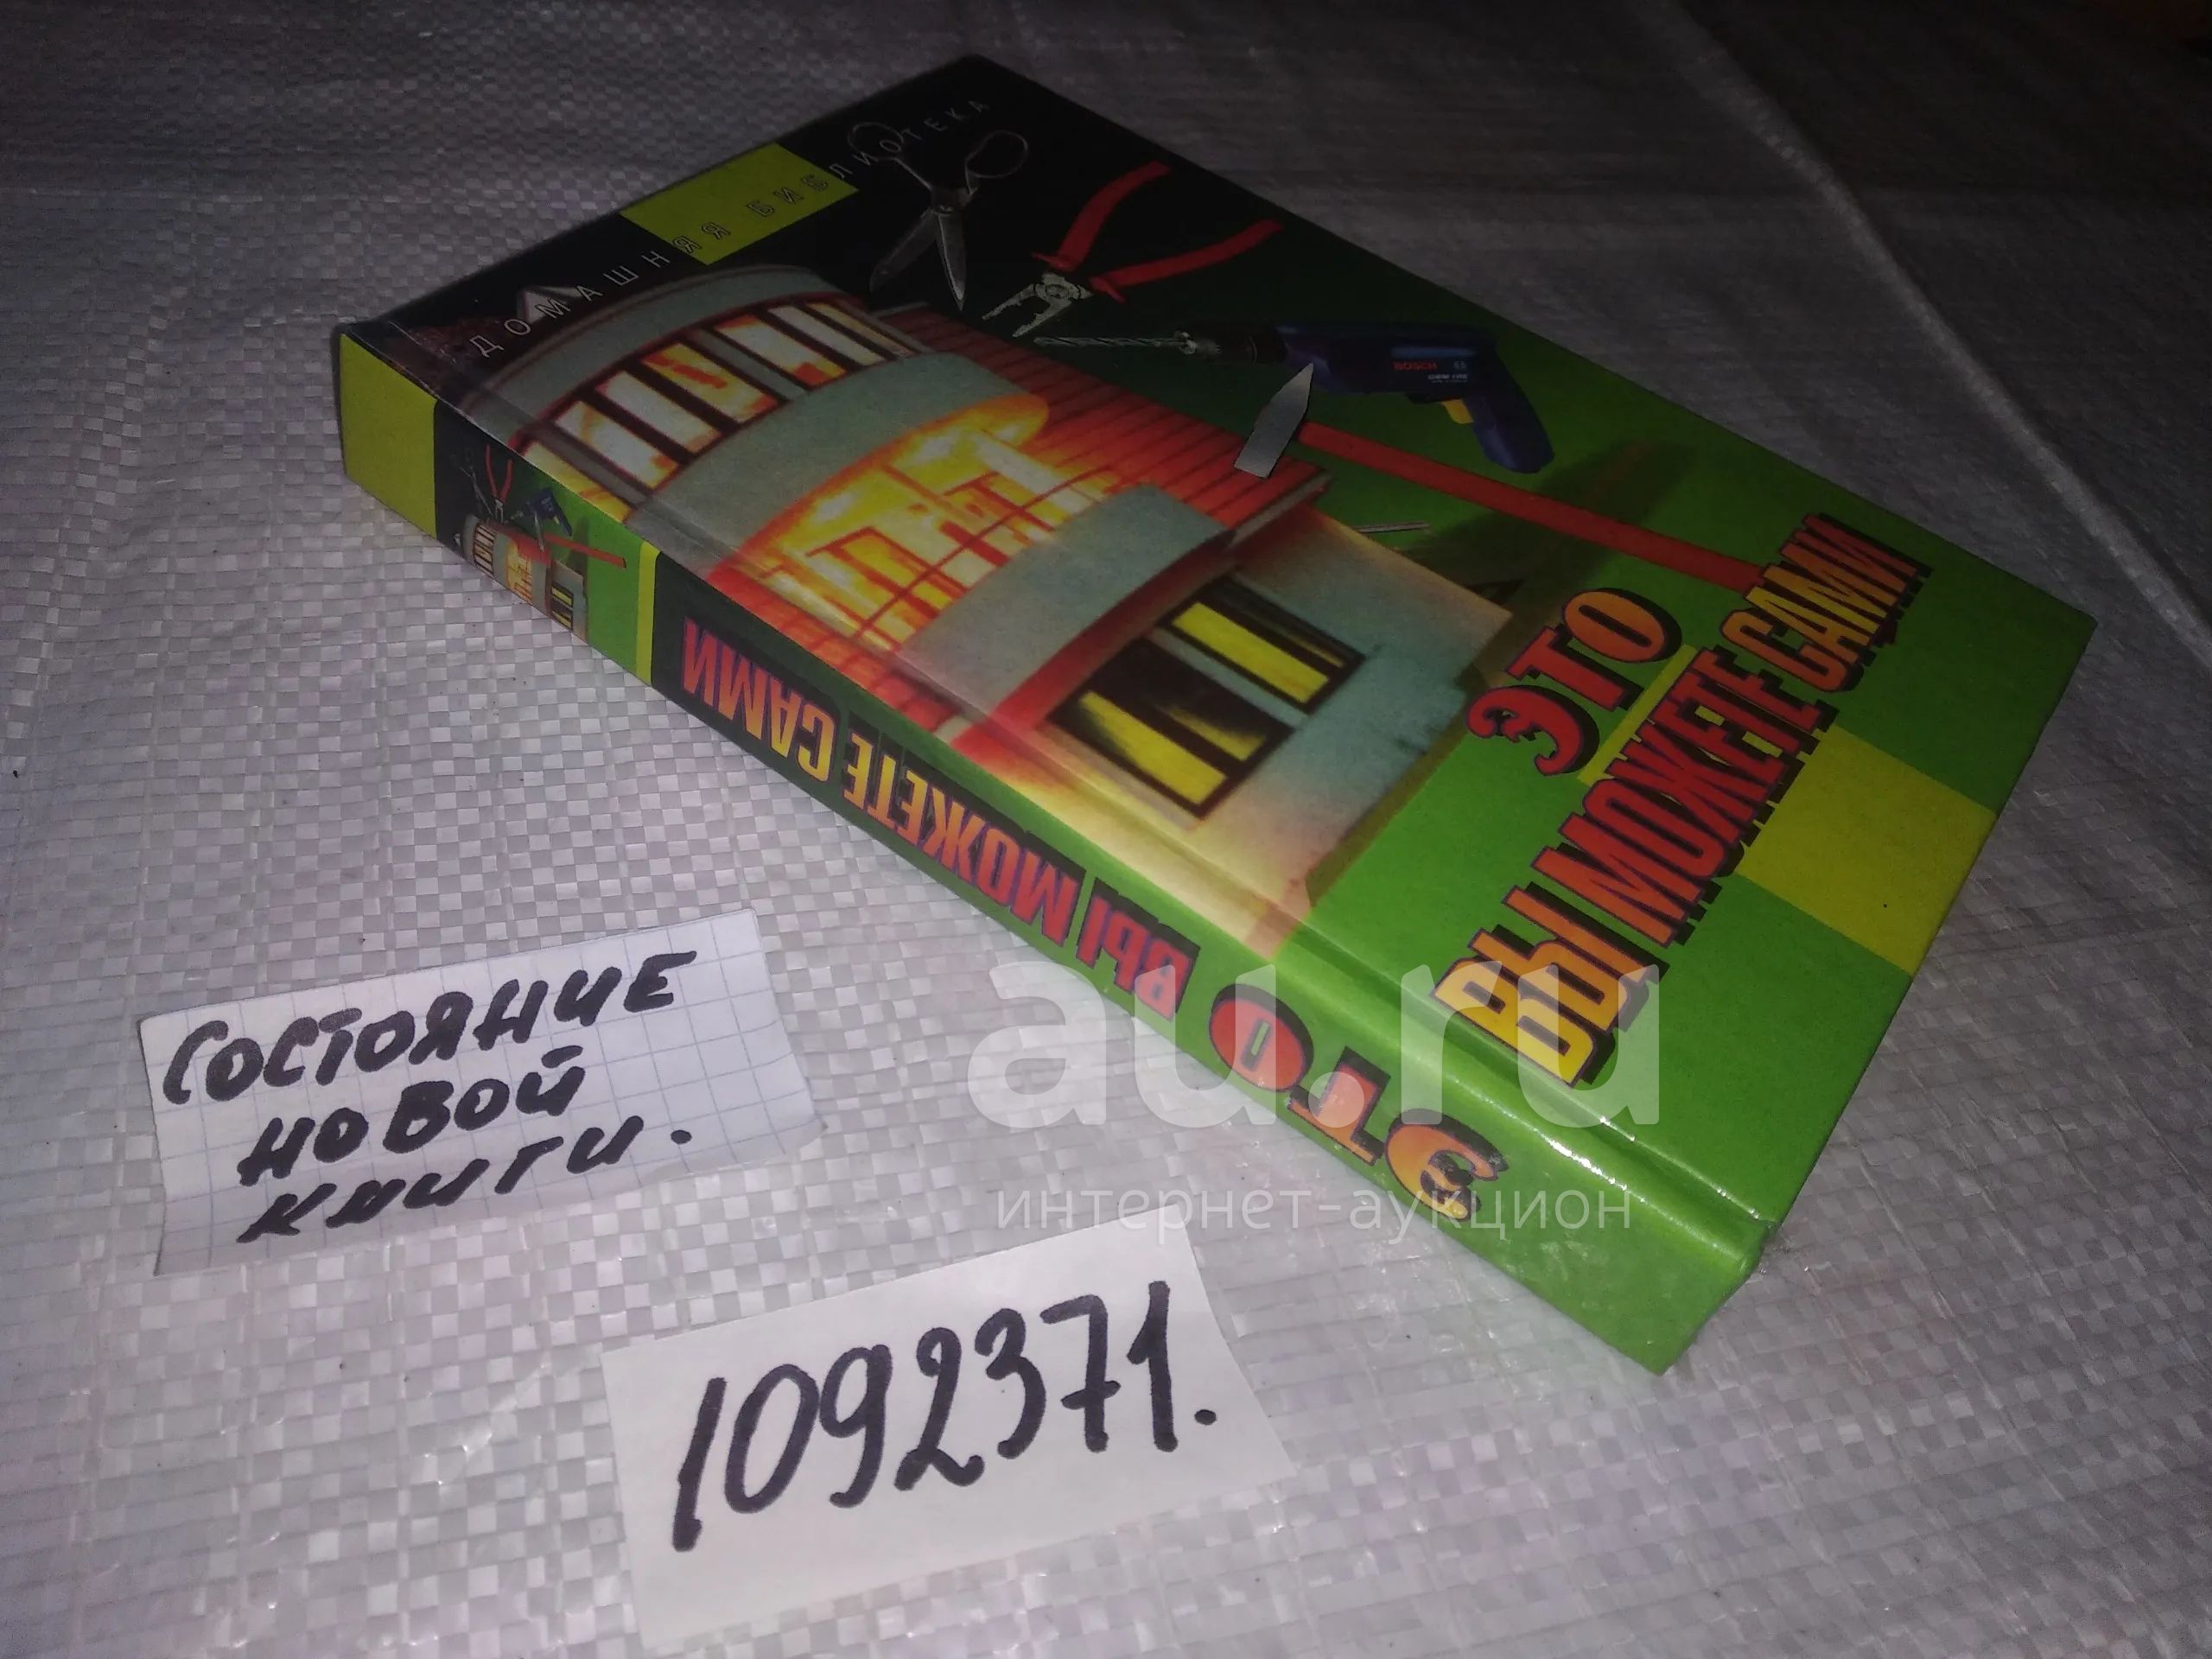 ДОМАШНЯЯ БИБЛИОТЕКА
BOSCH
ЭТО
ВЫ МОЖЕТЕ САМИ
ЭТО ВЫ МОЖЕТЕ САМИ
au.ru
интернет-аукцион
СОСТОЯНИЕ
НОВОЙ
КНИГИ.
1092371.